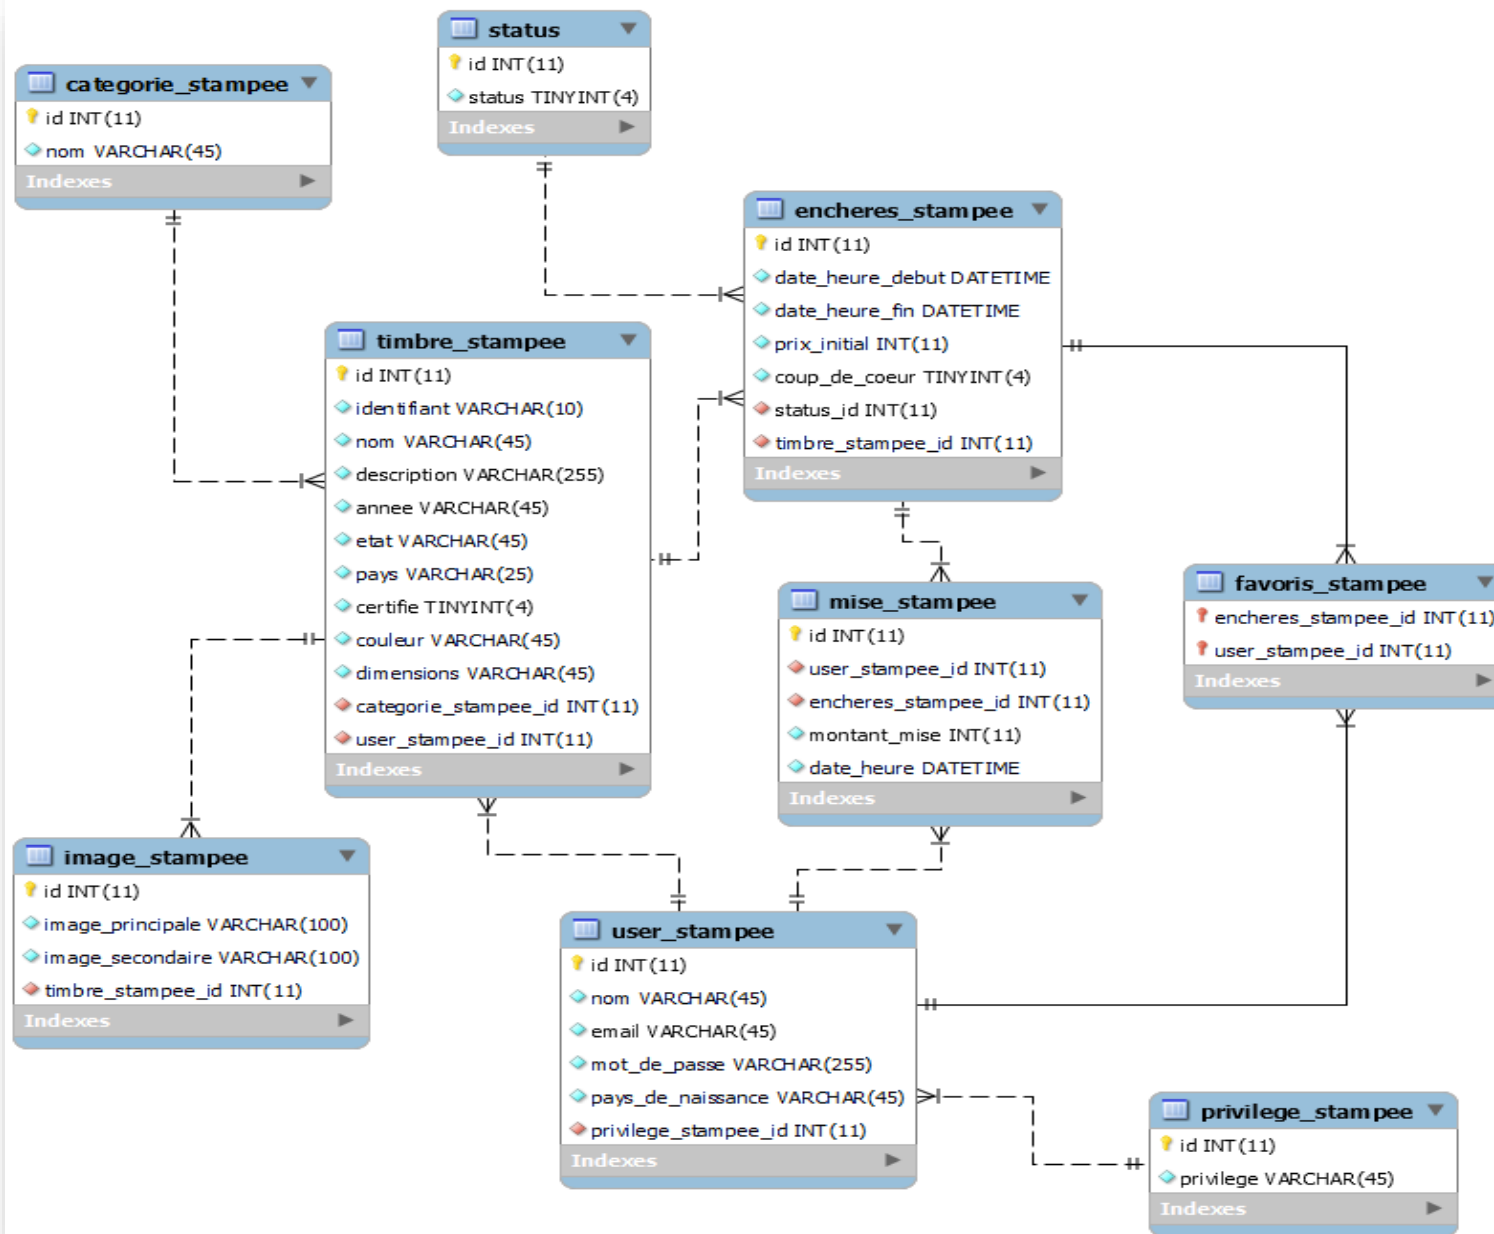 status
id INT(11)
status TINYINT(4)
Indexes
categorie_stampee
id INT(11)
nom VARCHAR(45)
Indexes
encheres_stampee
id INT(11)
date_heure_debut DATETIME
date_heure_fin DATETIME
prix_initial INT(11)
coup_de_coeur TINYINT(4)
status_id INT(11)
timbre_stampee_id INT(11)
Indexes
timbre_stampee
id INT(11)
identifiant VARCHAR(10)
nom VARCHAR(45)
description VARCHAR(255)
annee VARCHAR(45)
etat VARCHAR(45)
pays VARCHAR(25)
certifie TINYINT(4)
couleur VARCHAR(45)
dimensions VARCHAR(45)
categorie_stampee_id INT(11)
user_stampee_id INT(11)
Indexes
favoris_stampee
encheres_stampee_id INT(11)
user_stampee_id INT(11)
Indexes
mise_stampee
id INT(11)
user_stampee_id INT(11)
encheres_stampee_id INT(11)
montant_mise INT(11)
date_heure DATETIME
Indexes
image_stampee
id INT(11)
image_principale VARCHAR(100)
image_secondaire VARCHAR(100)
timbre_stampee_id INT(11)
Indexes
user_stampee
id INT(11)
nom VARCHAR(45)
email VARCHAR(45)
mot_de_passe VARCHAR(255)
pays_de_naissance VARCHAR(45)
privilege_stampee_id INT(11)
Indexes
privilege_stampee
id INT(11)
privilege VARCHAR(45)
Indexes